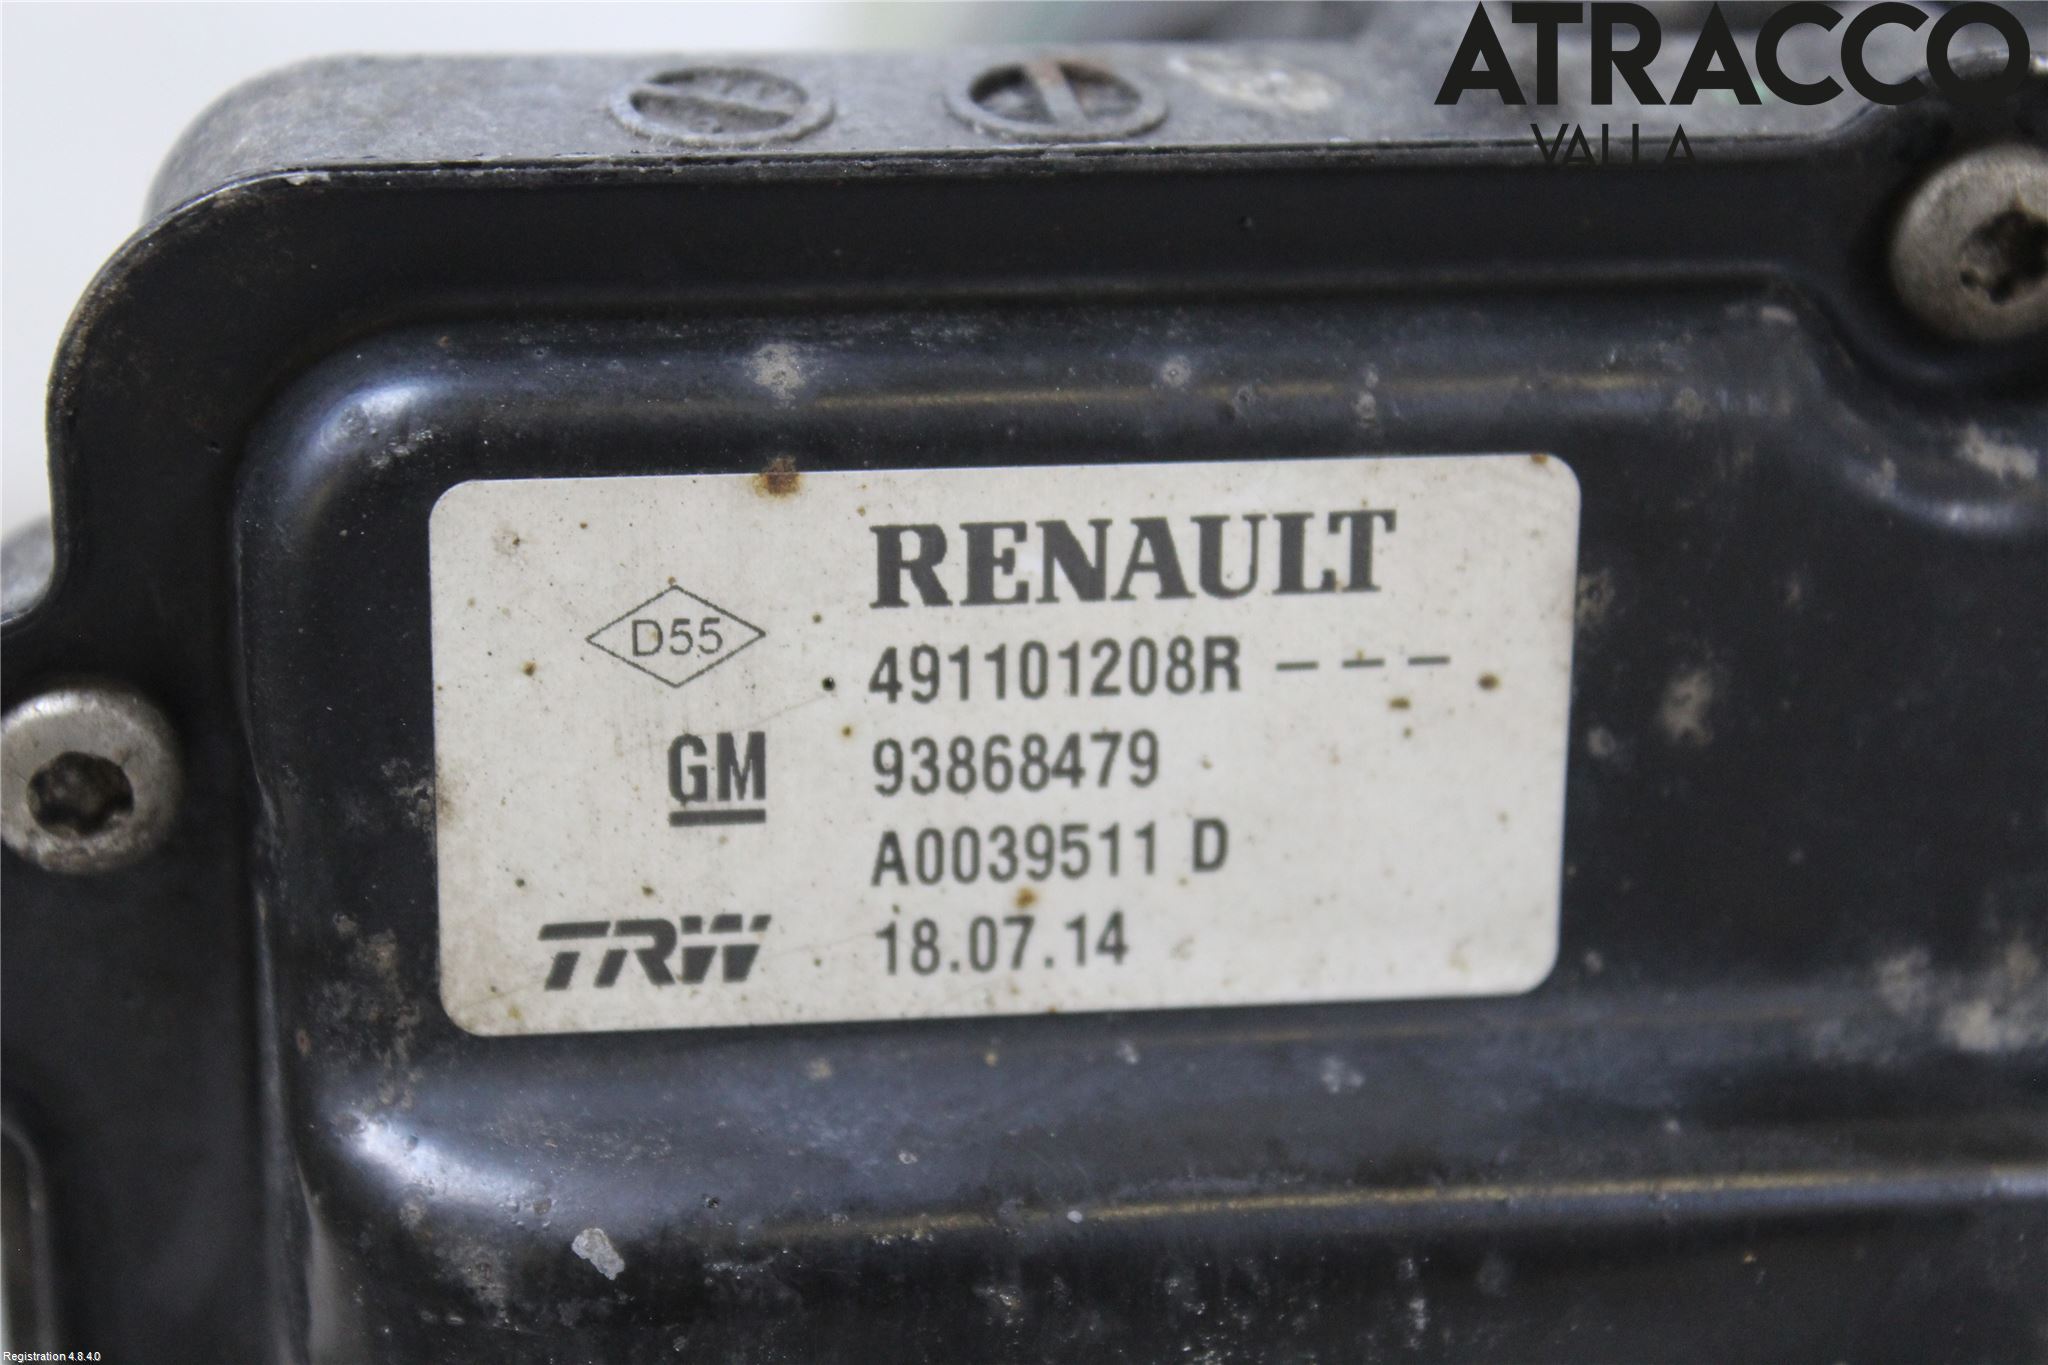 ATRACCO
VALLA
RENAULT
D55
491101208R ---
GM 93868479
A0039511 D
TRW 18.07.14
Registration 4.8.4.0